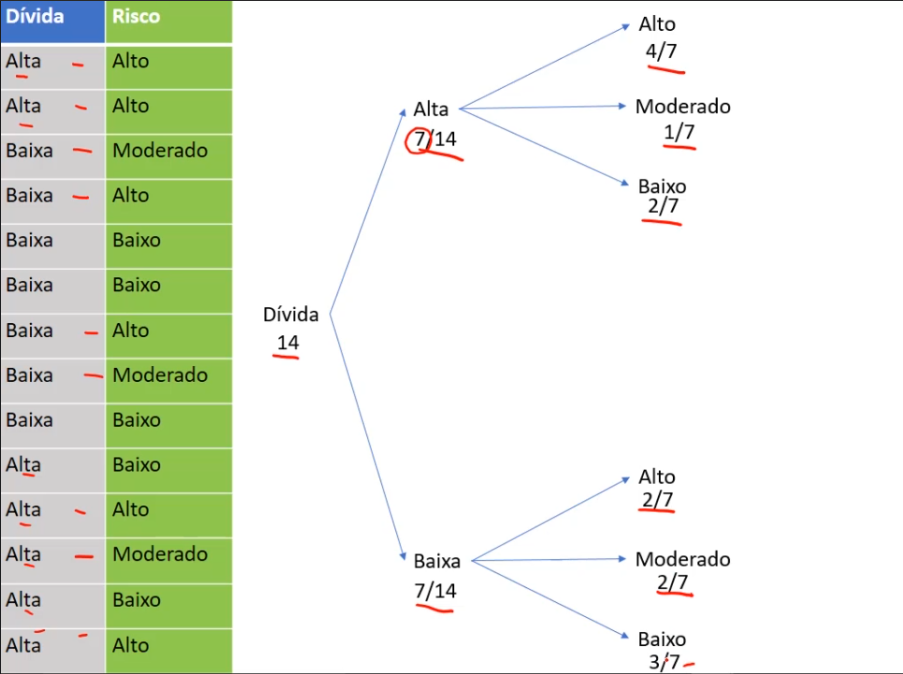 Dívida Risco
Alta Alto
Alta Alto
Baixa Moderado
Baixa Alto
Baixa Baixo
Baixa Baixo
Baixa Alto
Baixa Moderado
Baixa Baixo
Alta Baixo
Alta Alto
Alta Moderado
Alta Baixo
Alta Alto
Dívida
14
Alta
7/14
Alto
4/7
Moderado
1/7
Baixo
2/7
Baixa
7/14
Alto
2/7
Moderado
2/7
Baixo
3/7